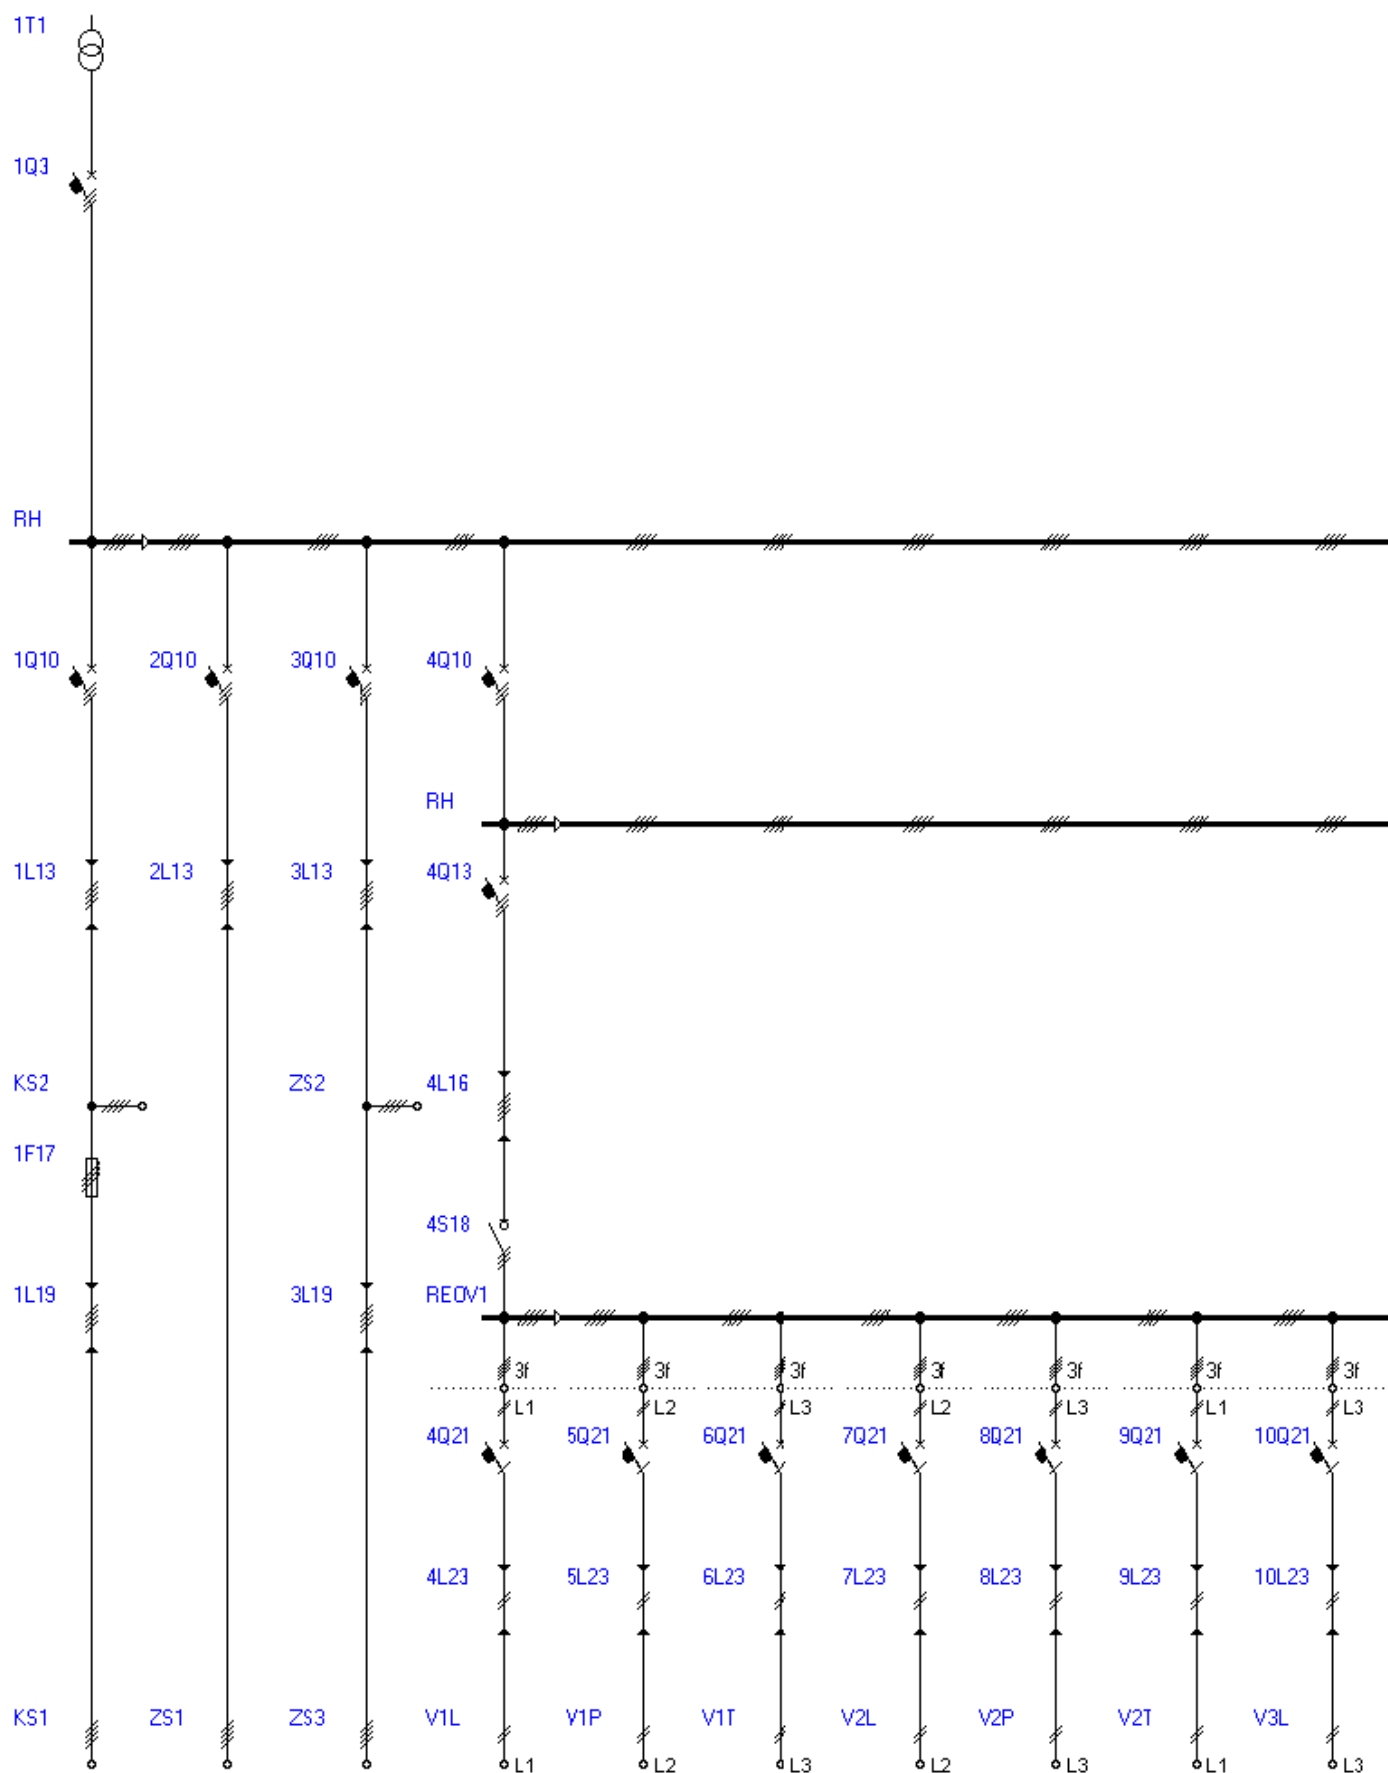 1T1
1Q3
RH
1Q10 2Q10 3Q10 4Q10
RH
1L13 2L13 3L13 4Q13
KS2 ZS2 4L16
1F17
4S18
1L19 3L19 REOV1
3f 3f 3f 3f 3f 3f 3f
L1 L2 L3 L2 L3 L1 L3
4Q21 5Q21 6Q21 7Q21 8Q21 9Q21 10Q21
4L23 5L23 6L23 7L23 8L23 9L23 10L23
KS1 ZS1 ZS3 V1L V1P V1T V2L V2P V2T V3L
L1 L2 L3 L2 L3 L1 L3